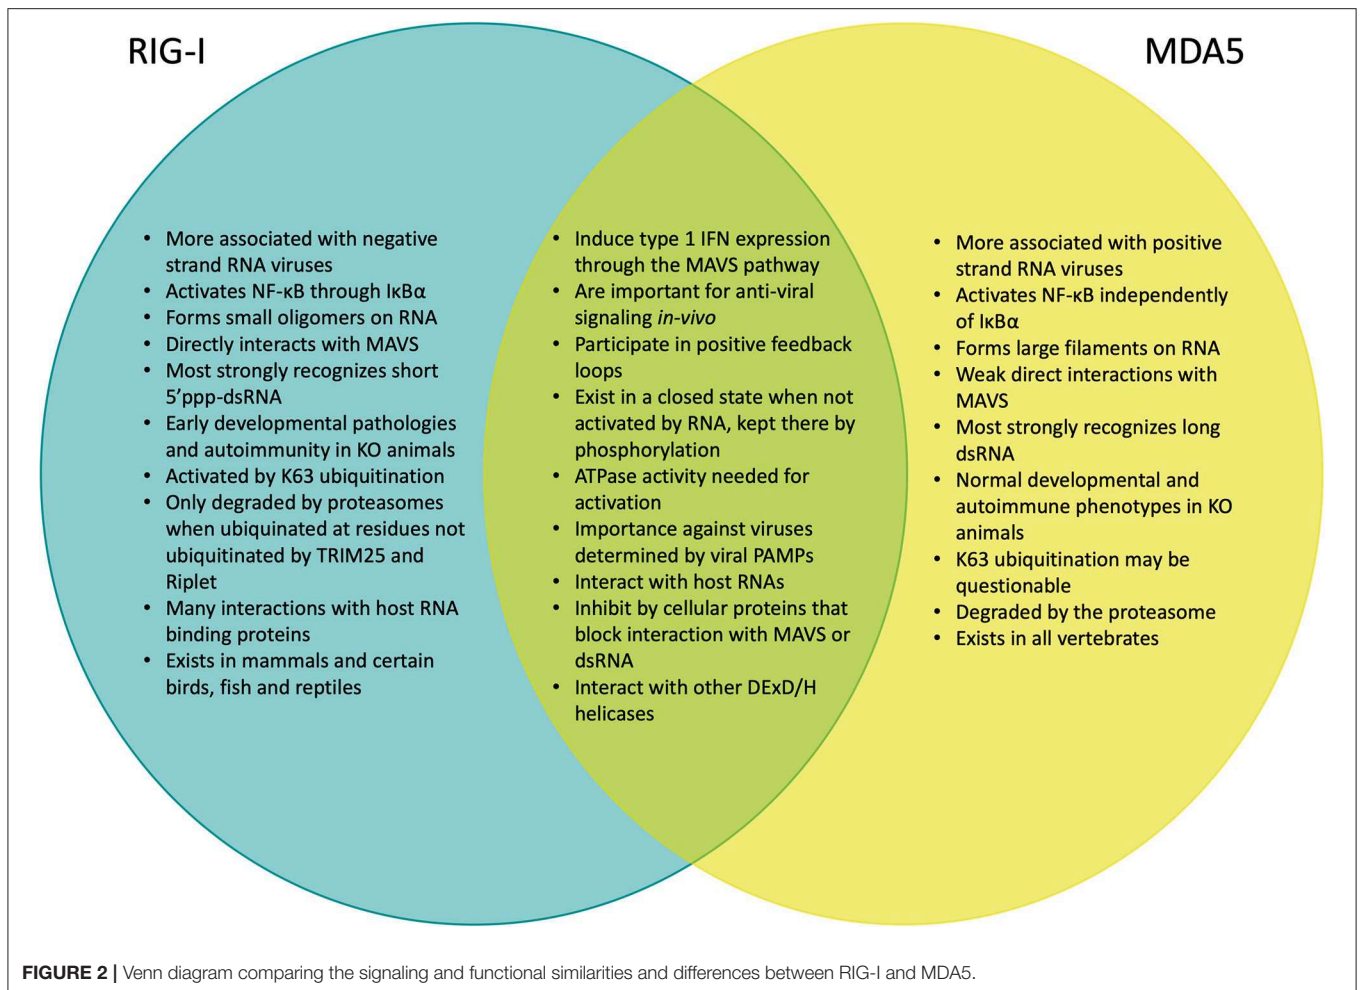 RIG-I
MDA5
• More associated with negative
strand RNA viruses
• Activates NF-κB through IκBα
• Forms small oligomers on RNA
• Directly interacts with MAVS
• Most strongly recognizes short
5’ppp-dsRNA
• Early developmental pathologies
and autoimmunity in KO animals
• Activated by K63 ubiquitination
• Only degraded by proteasomes
when ubiquinated at residues not
ubiquitinated by TRIM25 and
Riplet
• Many interactions with host RNA
binding proteins
• Exists in mammals and certain
birds, fish and reptiles
• Induce type 1 IFN expression
through the MAVS pathway
• Are important for anti-viral
signaling in-vivo
• Participate in positive feedback
loops
• Exist in a closed state when not
activated by RNA, kept there by
phosphorylation
• ATPase activity needed for
activation
• Importance against viruses
determined by viral PAMPs
• Interact with host RNAs
• Inhibit by cellular proteins that
block interaction with MAVS or
dsRNA
• Interact with other DExD/H
helicases
• More associated with positive
strand RNA viruses
• Activates NF-κB independently
of IκBα
• Forms large filaments on RNA
• Weak direct interactions with
MAVS
• Most strongly recognizes long
dsRNA
• Normal developmental and
autoimmune phenotypes in KO
animals
• K63 ubiquitination may be
questionable
• Degraded by the proteasome
• Exists in all vertebrates
FIGURE 2 | Venn diagram comparing the signaling and functional similarities and differences between RIG-I and MDA5.